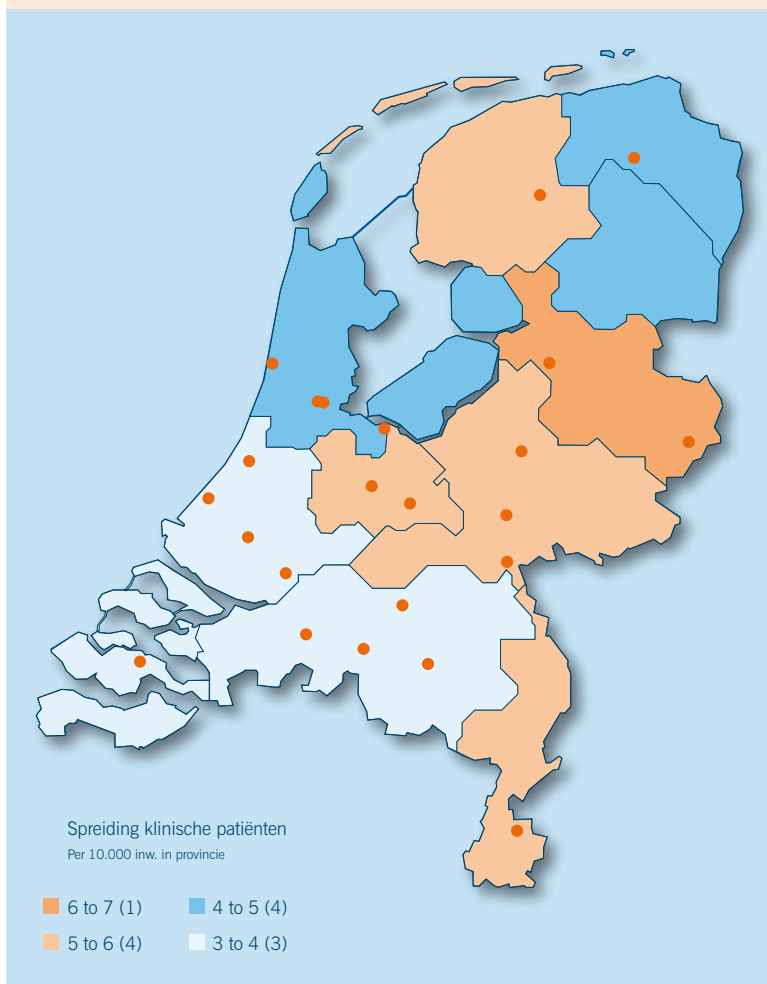 Spreiding klinische patiënten
Per 10.000 inw. in provincie
6 to 7 (1)
4 to 5 (4)
5 to 6 (4)
3 to 4 (3)